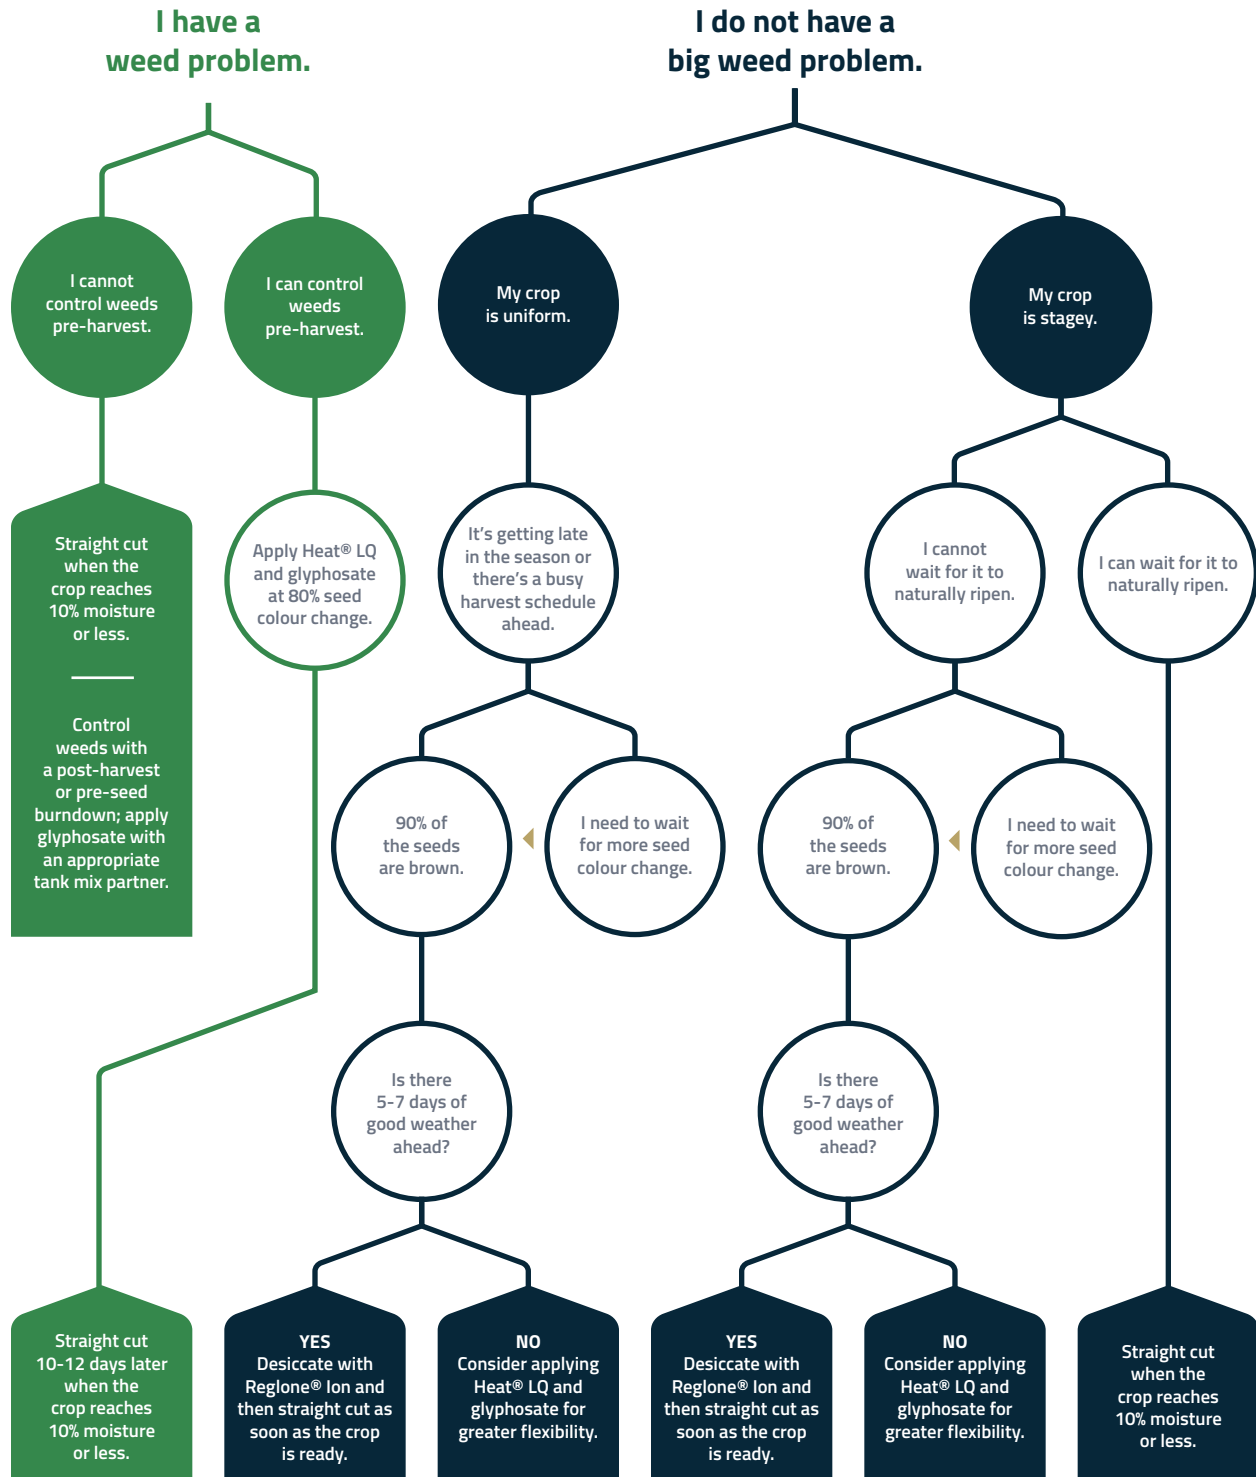 I have a
weed problem.
I do not have a
big weed problem.
I cannot
control weeds
pre-harvest.
I can control
weeds
pre-harvest.
My crop
is uniform.
My crop
is stagey.
Straight cut
when the
crop reaches
10% moisture
or less.
Control
weeds with
a post-harvest
or pre-seed
burndown; apply
glyphosate with
an appropriate
tank mix partner.
Apply Heat® LQ
and glyphosate
at 80% seed
colour change.
It's getting late
in the season or
there's a busy
harvest schedule
ahead.
I cannot
wait for it to
naturally ripen.
I can wait for it to
naturally ripen.
90% of
the seeds
are brown.
I need to wait
for more seed
colour change.
90% of
the seeds
are brown.
I need to wait
for more seed
colour change.
Is there
5-7 days of
good weather
ahead?
Is there
5-7 days of
good weather
ahead?
Straight cut
10-12 days later
when the
crop reaches
10% moisture
or less.
YES
Desiccate with
Reglone® Ion and
then straight cut as
soon as the crop
is ready.
NO
Consider applying
Heat® LQ and
glyphosate for
greater flexibility.
YES
Desiccate with
Reglone® Ion and
then straight cut as
soon as the crop
is ready.
NO
Consider applying
Heat® LQ and
glyphosate for
greater flexibility.
Straight cut
when the
crop reaches
10% moisture
or less.